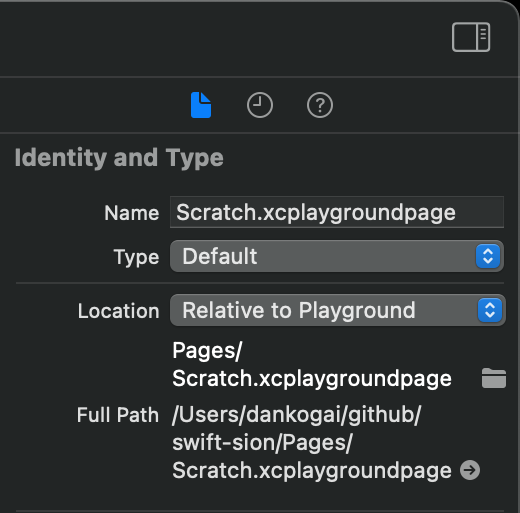 Identity and Type
Name Scratch.xcplaygroundpage
Type Default
Location Relative to Playground
Pages/
Scratch.xcplaygroundpage
Full Path /Users/dankogai/github/
swift-sion/Pages/
Scratch.xcplaygroundpage